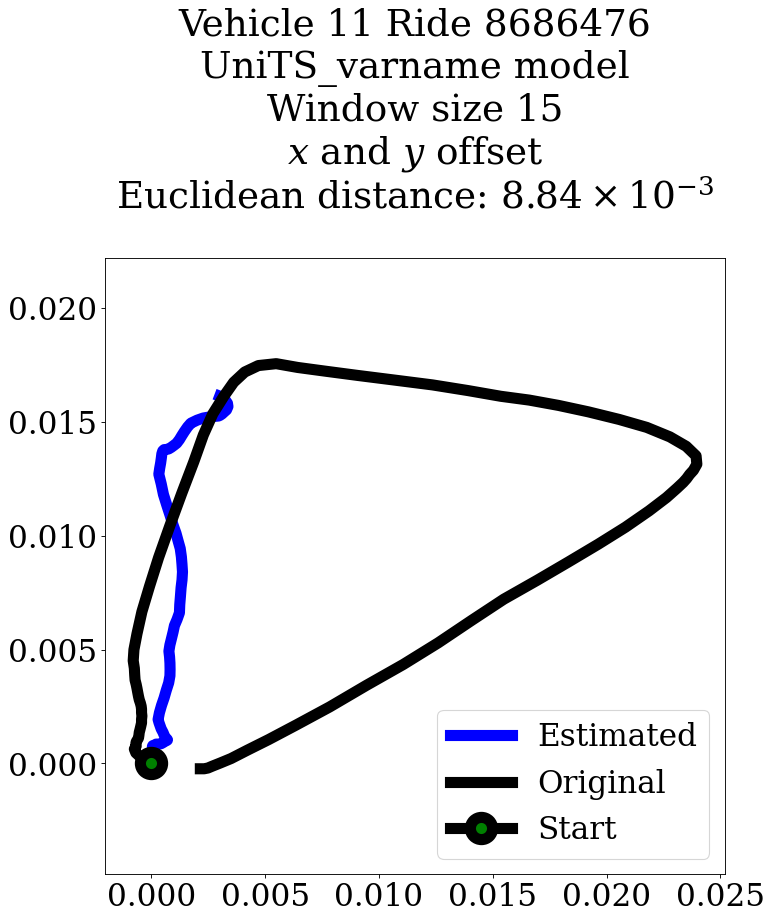 Vehicle 11 Ride 8686476
UniTS_varname model
Window size 15
x and y offset
Euclidean distance: 8.84 × 10⁻³
0.020
0.015
0.010
0.005
0.000
Estimated
Original
Start
0.000 0.005 0.010 0.015 0.020 0.025